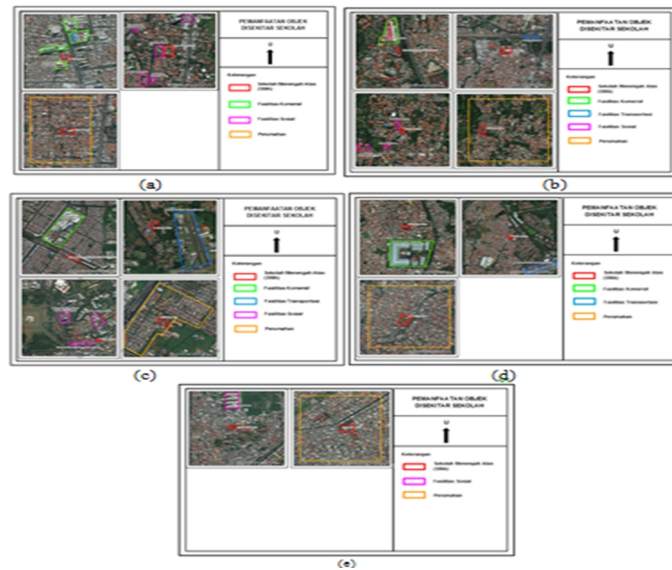 PEMANFAATAN OBJEK
DISEKITAR SEKOLAH
U
Keterangan
Sekolah Menengah Atas
(SMA)
Fasilitas Komersil
Fasilitas Sosial
Perumahan
(a)
PEMANFAATAN OBJEK
DISEKITAR SEKOLAH
U
Keterangan
Sekolah Menengah Atas
(SMA)
Fasilitas Komersil
Fasilitas Transportasi
Fasilitas Sosial
Perumahan
(b)
PEMANFAATAN OBJEK
DISEKITAR SEKOLAH
U
Keterangan
Sekolah Menengah Atas
(SMA)
Fasilitas Komersil
Fasilitas Transportasi
Fasilitas Sosial
Perumahan
(c)
PEMANFAATAN OBJEK
DISEKITAR SEKOLAH
U
Keterangan
Sekolah Menengah Atas
(SMA)
Fasilitas Komersil
Fasilitas Transportasi
Perumahan
(d)
PEMANFAATAN OBJEK
DISEKITAR SEKOLAH
U
Keterangan
Sekolah Menengah Atas
(SMA)
Fasilitas Sosial
Perumahan
(e)